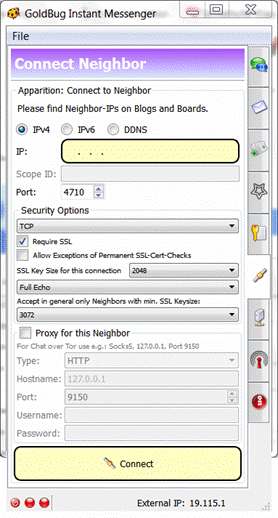 GoldBug Instant Messenger
File
Connect Neighbor
Apparition: Connect to Neighbor
Please find Neighbor-IPs on Blogs and Boards.
IPv4 IPv6 DDNS
IP: . . .
Scope ID:
Port: 4710
Security Options
TCP
Require SSL
Allow Exceptions of Permanent SSL-Cert-Checks
SSL Key Size for this connection 2048
Full Echo
Accept in general only Neighbors with min. SSL Keysize:
3072
Proxy for this Neighbor
For Chat over Tor use e.g.: Socks5, 127.0.0.1, Port 9150
Type: HTTP
Hostname: 127.0.0.1
Port: 9150
Username:
Password:
Connect
External IP: 19.115.1